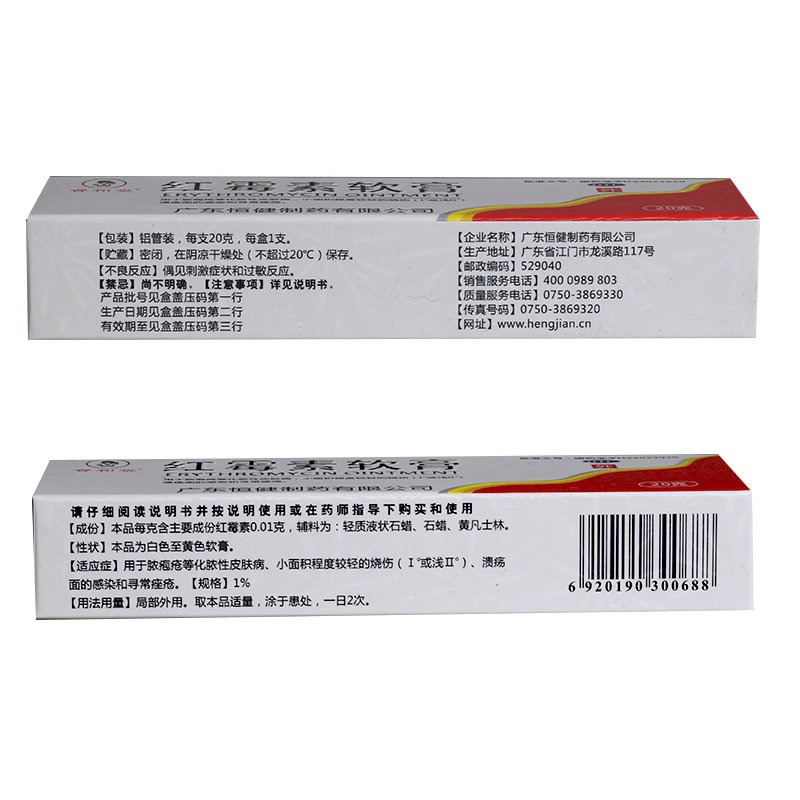 红霉素软膏
ERYTHROMYCIN OINTMENT
20克
广东恒健制药有限公司
【包装】铝管装，每支20克，每盒1支。
【贮藏】密闭，在阴凉干燥处（不超过20℃）保存。
【不良反应】偶见刺激症状和过敏反应。
【禁忌】尚不明确。【注意事项】详见说明书。
产品批号见盒盖压码第一行
生产日期见盒盖压码第二行
有效期至见盒盖压码第三行
【企业名称】广东恒健制药有限公司
【生产地址】广东省江门市龙溪路117号
【邮政编码】529040
【销售服务电话】400 0989 803
【质量服务电话】0750-3869330
【传真号码】0750-3869320
【网址】www.hengjian.cn
红霉素软膏
ERYTHROMYCIN OINTMENT
外
20克
广东恒健制药有限公司
请仔细阅读说明书并按说明使用或在药师指导下购买和使用
【成份】本品每克含主要成份红霉素0.01克，辅料为：轻质液状石蜡、石蜡、黄凡士林。
【性状】本品为白色至黄色软膏。
【适应症】用于脓疱疮等化脓性皮肤病、小面积程度较轻的烧伤（Ⅰ°或浅Ⅱ°）、溃疡
面的感染和寻常痤疮。【规格】1%
【用法用量】局部外用。取本品适量，涂于患处，一日2次。
6 920190 300688